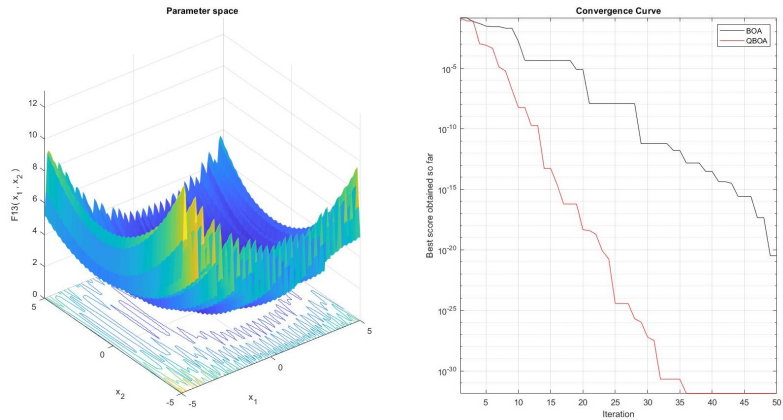 Parameter space
F13( x1 , x2 )
12
10
8
6
4
2
0
5
0
-5
x2
-5
0
5
x1
Convergence Curve
BOA
QBOA
Best score obtained so far
10-5
10-10
10-15
10-20
10-25
10-30
5 10 15 20 25 30 35 40 45 50
Iteration